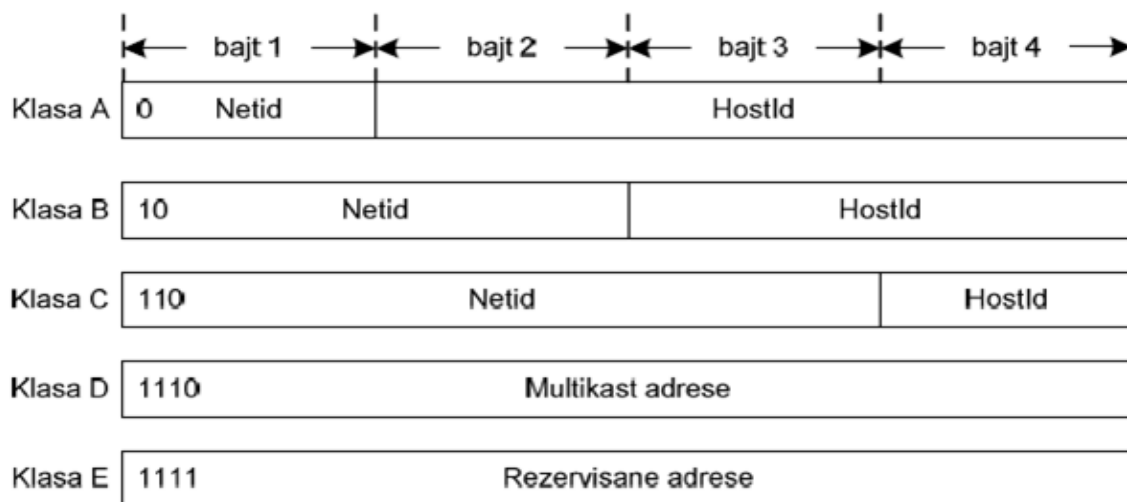 bajt 1 bajt 2 bajt 3 bajt 4
Klasa A 0 Netid HostId
Klasa B 10 Netid HostId
Klasa C 110 Netid HostId
Klasa D 1110 Multikast adrese
Klasa E 1111 Rezervisane adrese